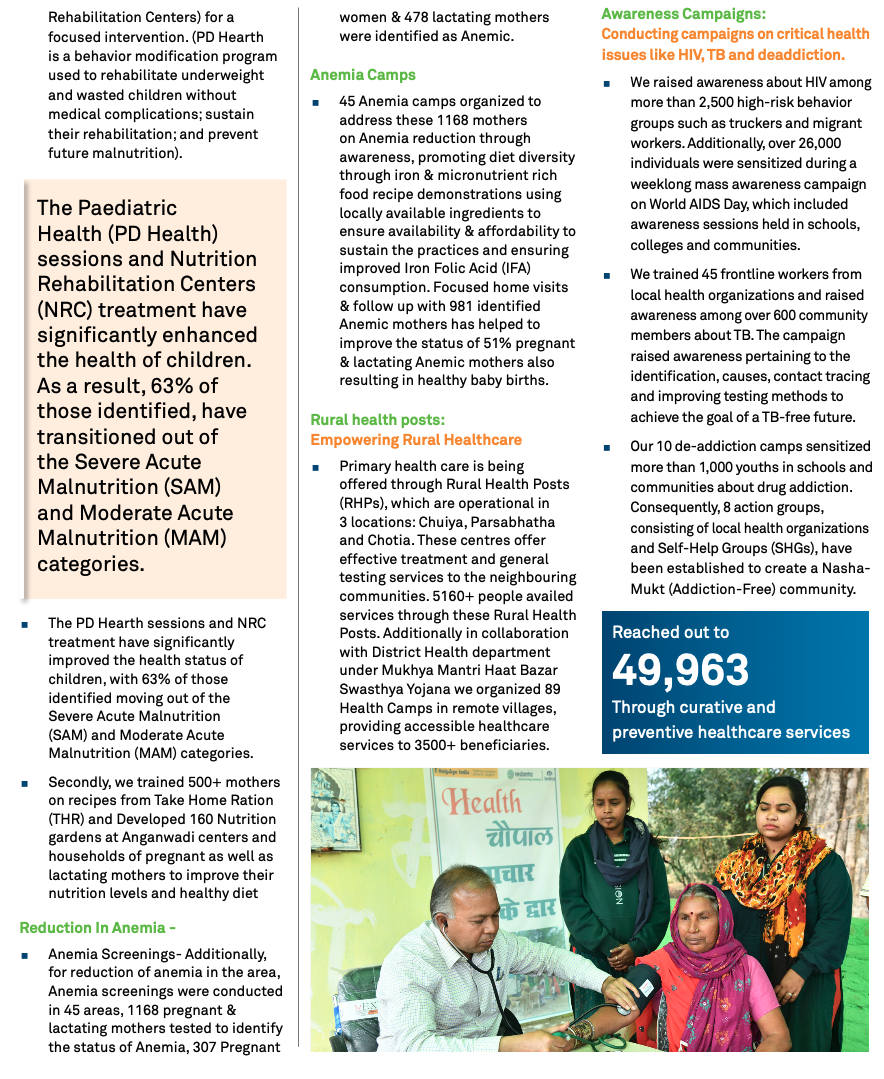 Rehabilitation Centers) for a
focused intervention. (PD Hearth
is a behavior modification program
used to rehabilitate underweight
and wasted children without
medical complications; sustain
their rehabilitation; and prevent
future malnutrition).
The Paediatric
Health (PD Health)
sessions and Nutrition
Rehabilitation Centers
(NRC) treatment have
significantly enhanced
the health of children.
As a result, 63% of
those identified, have
transitioned out of
the Severe Acute
Malnutrition (SAM)
and Moderate Acute
Malnutrition (MAM)
categories.
▪ The PD Hearth sessions and NRC
treatment have significantly
improved the health status of
children, with 63% of those
identified moving out of the
Severe Acute Malnutrition
(SAM) and Moderate Acute
Malnutrition (MAM) categories.
▪ Secondly, we trained 500+ mothers
on recipes from Take Home Ration
(THR) and Developed 160 Nutrition
gardens at Anganwadi centers and
households of pregnant as well as
lactating mothers to improve their
nutrition levels and healthy diet
Reduction In Anemia -
▪ Anemia Screenings- Additionally,
for reduction of anemia in the area,
Anemia screenings were conducted
in 45 areas, 1168 pregnant &
lactating mothers tested to identify
the status of Anemia, 307 Pregnant
women & 478 lactating mothers
were identified as Anemic.
Anemia Camps
▪ 45 Anemia camps organized to
address these 1168 mothers
on Anemia reduction through
awareness, promoting diet diversity
through iron & micronutrient rich
food recipe demonstrations using
locally available ingredients to
ensure availability & affordability to
sustain the practices and ensuring
improved Iron Folic Acid (IFA)
consumption. Focused home visits
& follow up with 981 identified
Anemic mothers has helped to
improve the status of 51% pregnant
& lactating Anemic mothers also
resulting in healthy baby births.
Rural health posts:
Empowering Rural Healthcare
▪ Primary health care is being
offered through Rural Health Posts
(RHPs), which are operational in
3 locations: Chuiya, Parsabhatha
and Chotia. These centres offer
effective treatment and general
testing services to the neighbouring
communities. 5160+ people availed
services through these Rural Health
Posts. Additionally in collaboration
with District Health department
under Mukhya Mantri Haat Bazar
Swasthya Yojana we organized 89
Health Camps in remote villages,
providing accessible healthcare
services to 3500+ beneficiaries.
Awareness Campaigns:
Conducting campaigns on critical health
issues like HIV, TB and deaddiction.
▪ We raised awareness about HIV among
more than 2,500 high-risk behavior
groups such as truckers and migrant
workers. Additionally, over 26,000
individuals were sensitized during a
weeklong mass awareness campaign
on World AIDS Day, which included
awareness sessions held in schools,
colleges and communities.
▪ We trained 45 frontline workers from
local health organizations and raised
awareness among over 600 community
members about TB. The campaign
raised awareness pertaining to the
identification, causes, contact tracing
and improving testing methods to
achieve the goal of a TB-free future.
▪ Our 10 de-addiction camps sensitized
more than 1,000 youths in schools and
communities about drug addiction.
Consequently, 8 action groups,
consisting of local health organizations
and Self-Help Groups (SHGs), have
been established to create a Nasha-
Mukt (Addiction-Free) community.
Reached out to
49,963
Through curative and
preventive healthcare services
HelpAge India
vedanta
Health
चौपाल
पचार
के द्वार